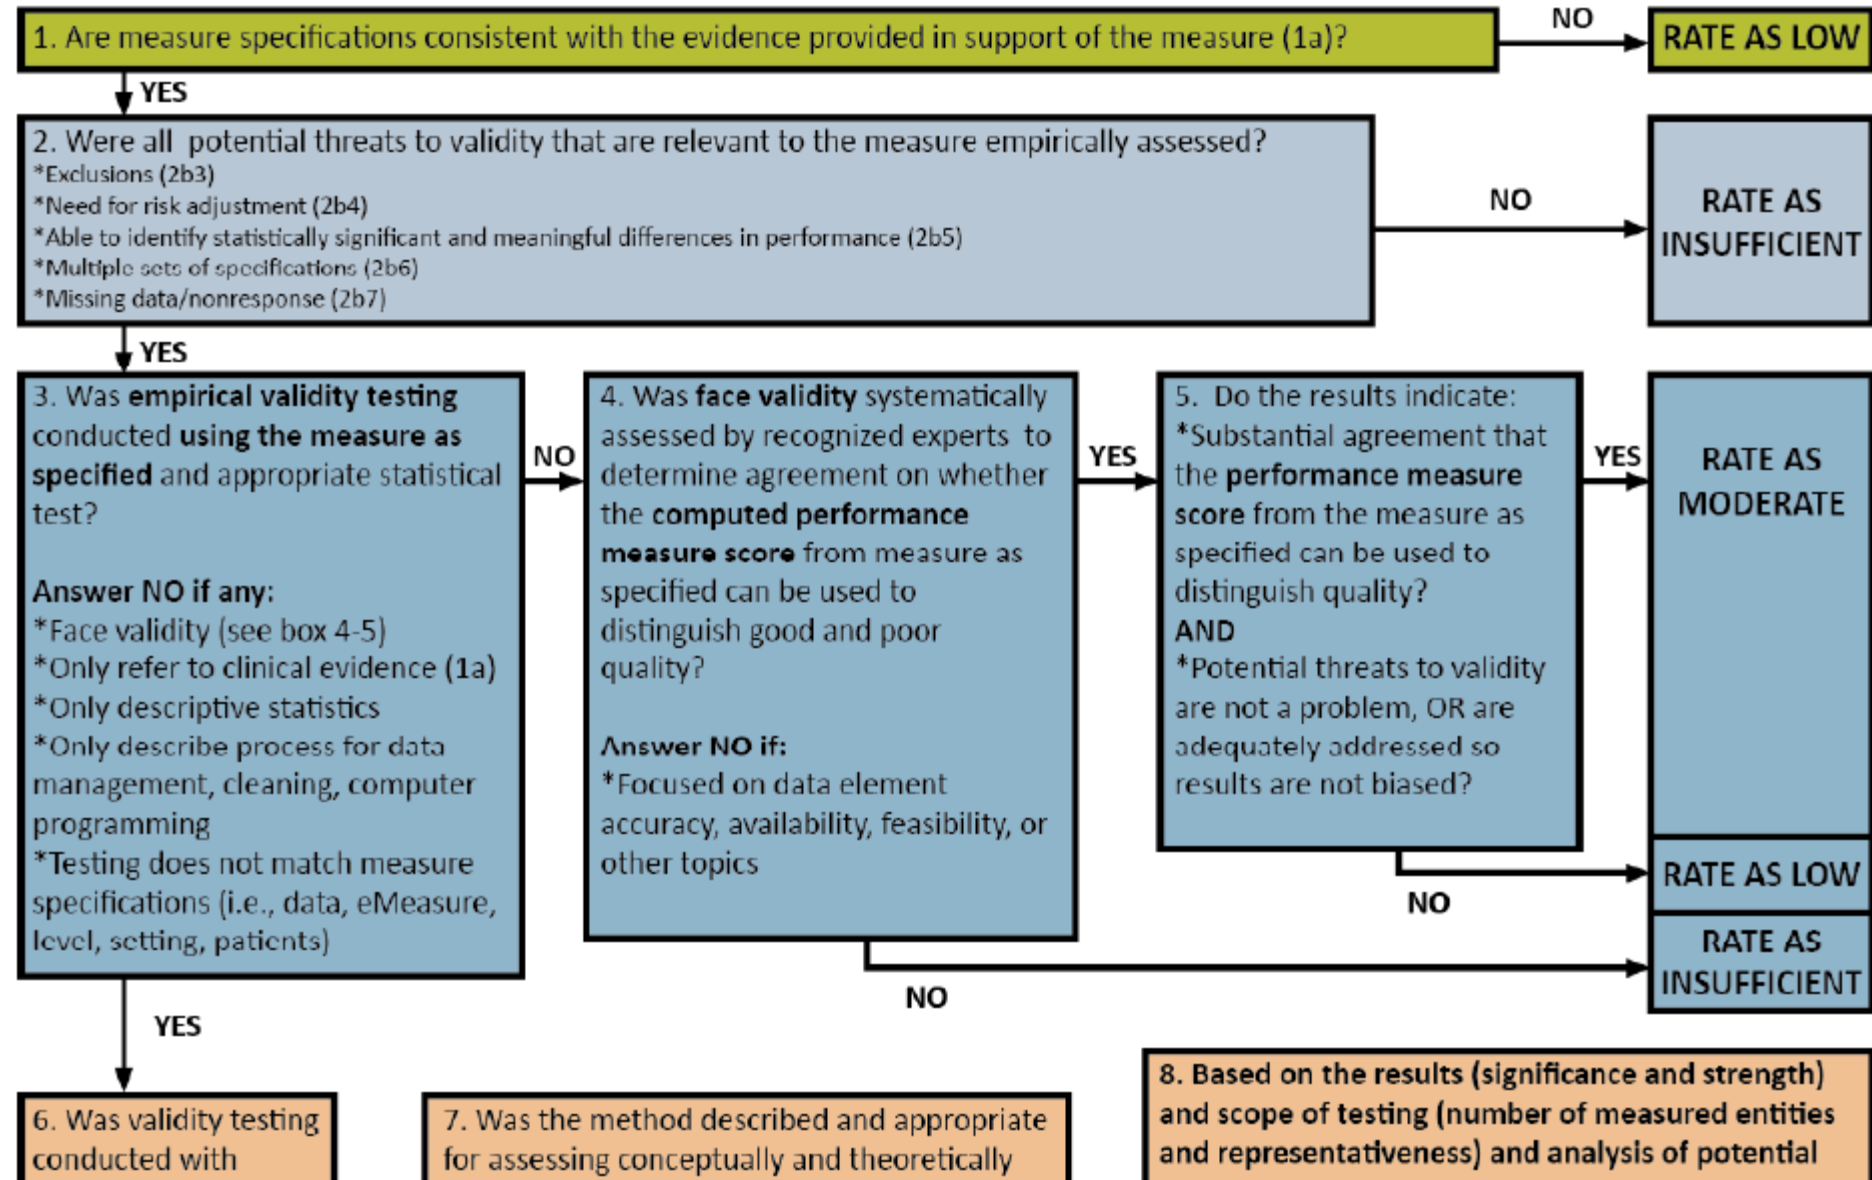 1. Are measure specifications consistent with the evidence provided in support of the measure (1a)?
NO
RATE AS LOW
YES
2. Were all potential threats to validity that are relevant to the measure empirically assessed?
*Exclusions (2b3)
*Need for risk adjustment (2b4)
*Able to identify statistically significant and meaningful differences in performance (2b5)
*Multiple sets of specifications (2b6)
*Missing data/nonresponse (2b7)
NO
RATE AS
INSUFFICIENT
YES
3. Was empirical validity testing
conducted using the measure as
specified and appropriate statistical
test?
Answer NO if any:
*Face validity (see box 4-5)
*Only refer to clinical evidence (1a)
*Only descriptive statistics
*Only describe process for data
management, cleaning, computer
programming
*Testing does not match measure
specifications (i.e., data, eMeasure,
level, setting, patients)
NO
4. Was face validity systematically
assessed by recognized experts to
determine agreement on whether
the computed performance
measure score from measure as
specified can be used to
distinguish good and poor
quality?
Answer NO if:
*Focused on data element
accuracy, availability, feasibility, or
other topics
YES
5. Do the results indicate:
*Substantial agreement that
the performance measure
score from the measure as
specified can be used to
distinguish quality?
AND
*Potential threats to validity
are not a problem, OR are
adequately addressed so
results are not biased?
YES
RATE AS
MODERATE
NO
RATE AS LOW
NO
RATE AS
INSUFFICIENT
YES
6. Was validity testing
conducted with
7. Was the method described and appropriate
for assessing conceptually and theoretically
8. Based on the results (significance and strength)
and scope of testing (number of measured entities
and representativeness) and analysis of potential